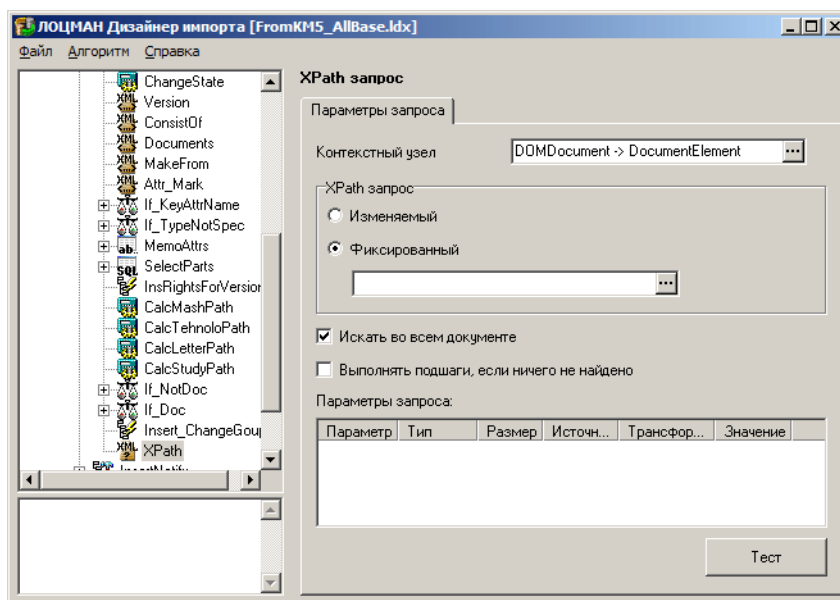 ЛОЦМАН Дизайнер импорта [FromKM5_AllBase.ldx]
Файл Алгоритм Справка
ChangeState
Version
ConsistOf
Documents
MakeFrom
Attr_Mark
If_KeyAttrName
If_TypeNotSpec
MemoAttrs
SelectParts
InsRightsForVersion
CalcMashPath
CalcTehnoloPath
CalcLetterPath
CalcStudyPath
If_NotDoc
If_Doc
Insert_ChangeGou
XPath
InsertNotify
XPath запрос
Параметры запроса
Контекстный узел
DOMDocument -> DocumentElement
XPath запрос
Изменяемый
Фиксированный
Искать во всем документе
Выполнять подшаги, если ничего не найдено
Параметры запроса:
Параметр Тип Размер Источн... Трансфор... Значение
Тест